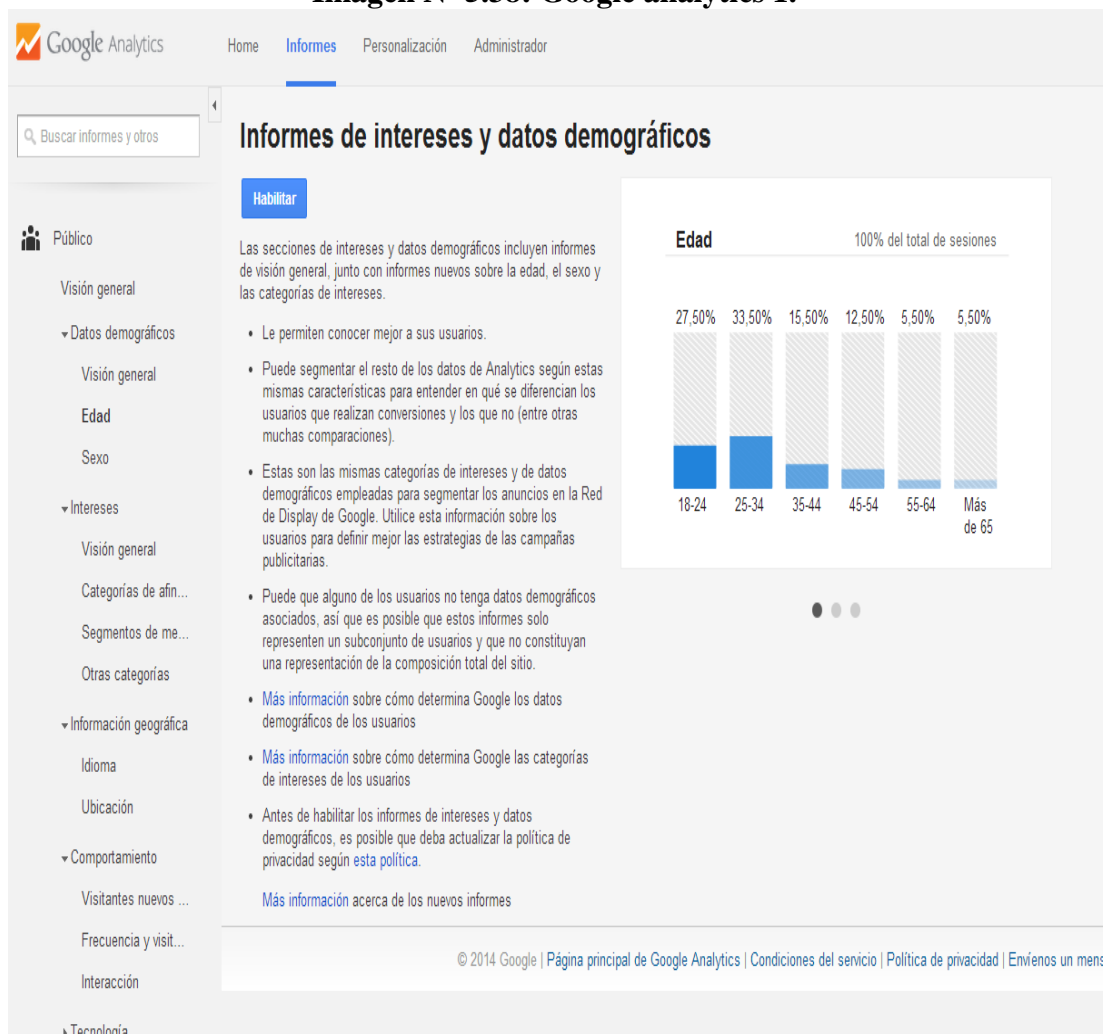 Google Analytics
Home Informes Personalización Administrador
Buscar informes y otros
Público
Visión general
Datos demográficos
Visión general
Edad
Sexo
Intereses
Visión general
Categorías de afin...
Segmentos de me...
Otras categorías
Información geográfica
Idioma
Ubicación
Comportamiento
Visitantes nuevos ...
Frecuencia y visit...
Interacción
Tecnología
Informes de intereses y datos demográficos
Habilitar
Las secciones de intereses y datos demográficos incluyen informes
de visión general, junto con informes nuevos sobre la edad, el sexo y
las categorías de intereses.
• Le permiten conocer mejor a sus usuarios.
• Puede segmentar el resto de los datos de Analytics según estas
mismas características para entender en qué se diferencian los
usuarios que realizan conversiones y los que no (entre otras
muchas comparaciones).
• Estas son las mismas categorías de intereses y de datos
demográficos empleadas para segmentar los anuncios en la Red
de Display de Google. Utilice esta información sobre los
usuarios para definir mejor las estrategias de las campañas
publicitarias.
• Puede que alguno de los usuarios no tenga datos demográficos
asociados, así que es posible que estos informes solo
representen un subconjunto de usuarios y que no constituyan
una representación de la composición total del sitio.
• Más información sobre cómo determina Google los datos
demográficos de los usuarios
• Más información sobre cómo determina Google las categorías
de intereses de los usuarios
• Antes de habilitar los informes de intereses y datos
demográficos, es posible que deba actualizar la política de
privacidad según esta política.
Más información acerca de los nuevos informes
Edad 100% del total de sesiones
27,50% 33,50% 15,50% 12,50% 5,50% 5,50%
18-24 25-34 35-44 45-54 55-64 Más
de 65
© 2014 Google | Página principal de Google Analytics | Condiciones del servicio | Política de privacidad | Envíenos un mens